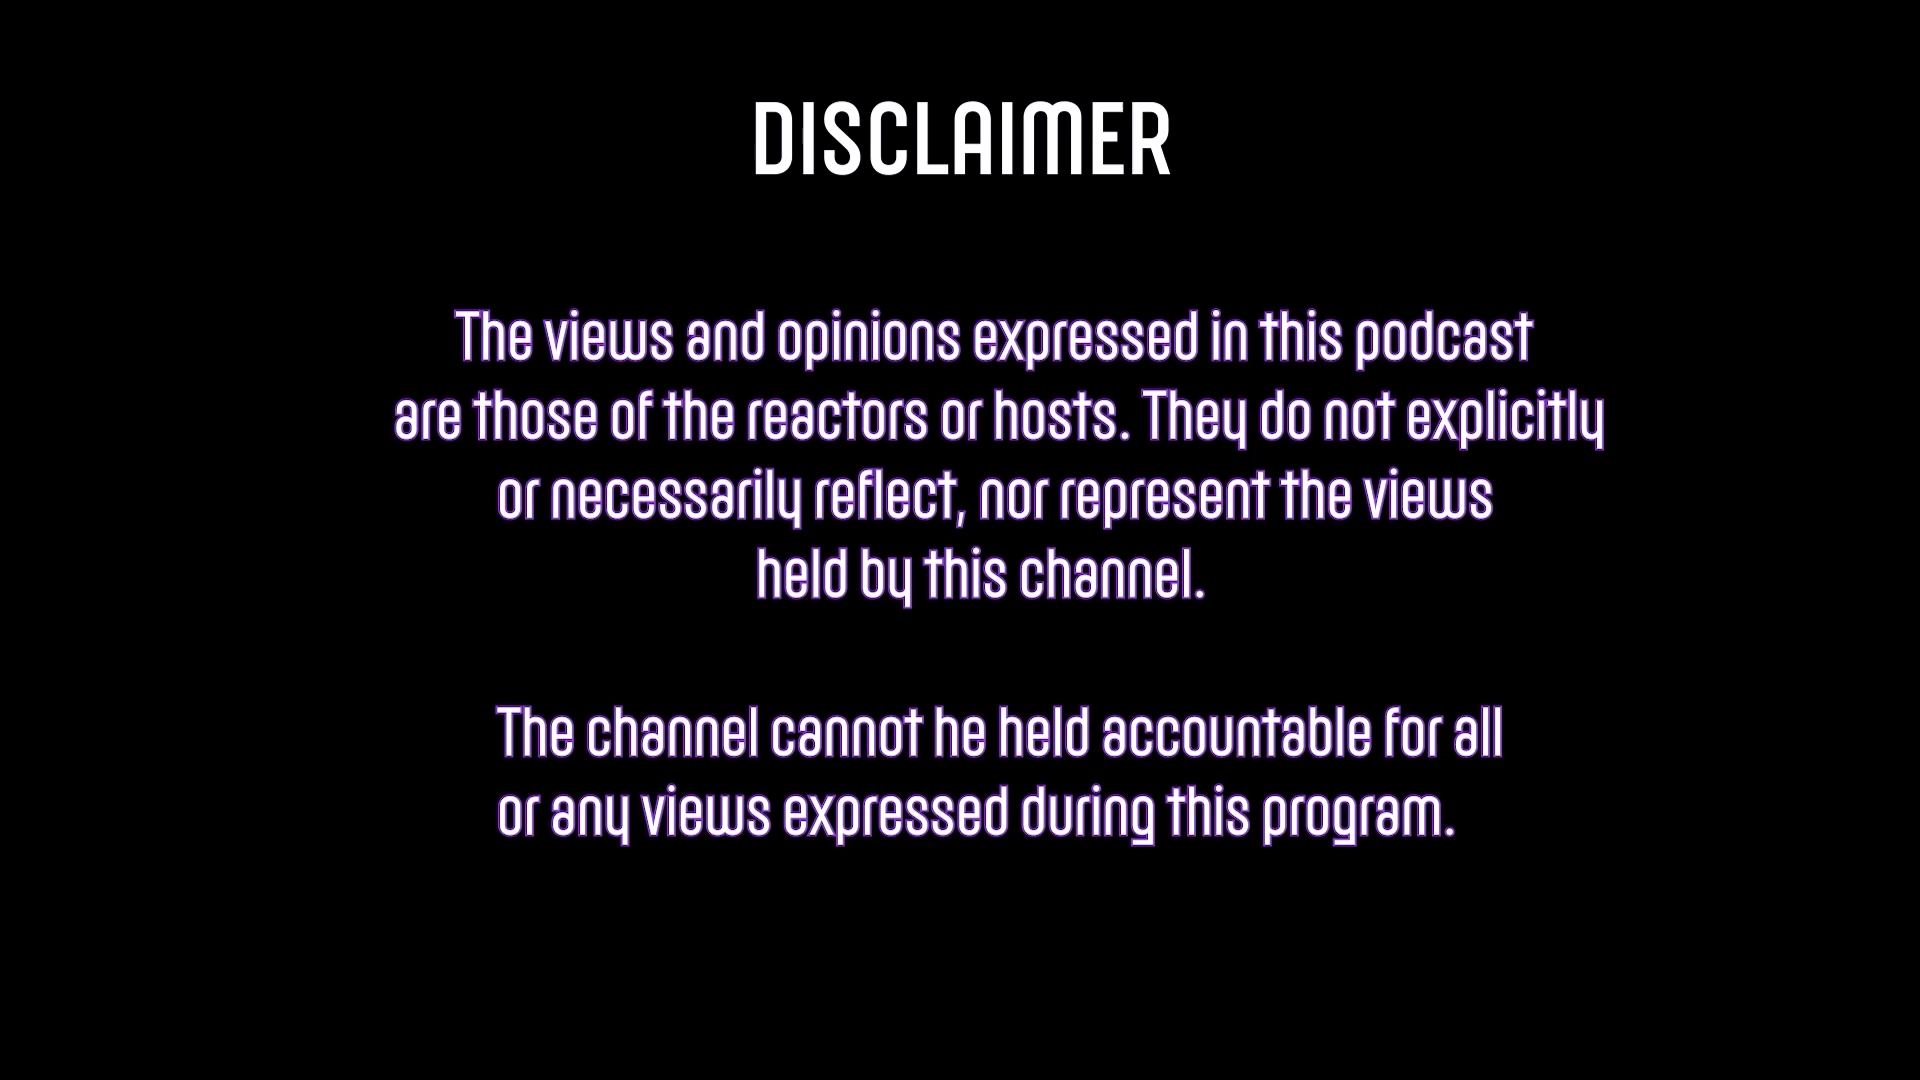 DISCLAIMER
The views and opinions expressed in this podcast
are those of the reactors or hosts. They do not explicitly
or necessarily reflect, nor represent the views
held by this channel.
The channel cannot he held accountable for all
or any views expressed during this program.